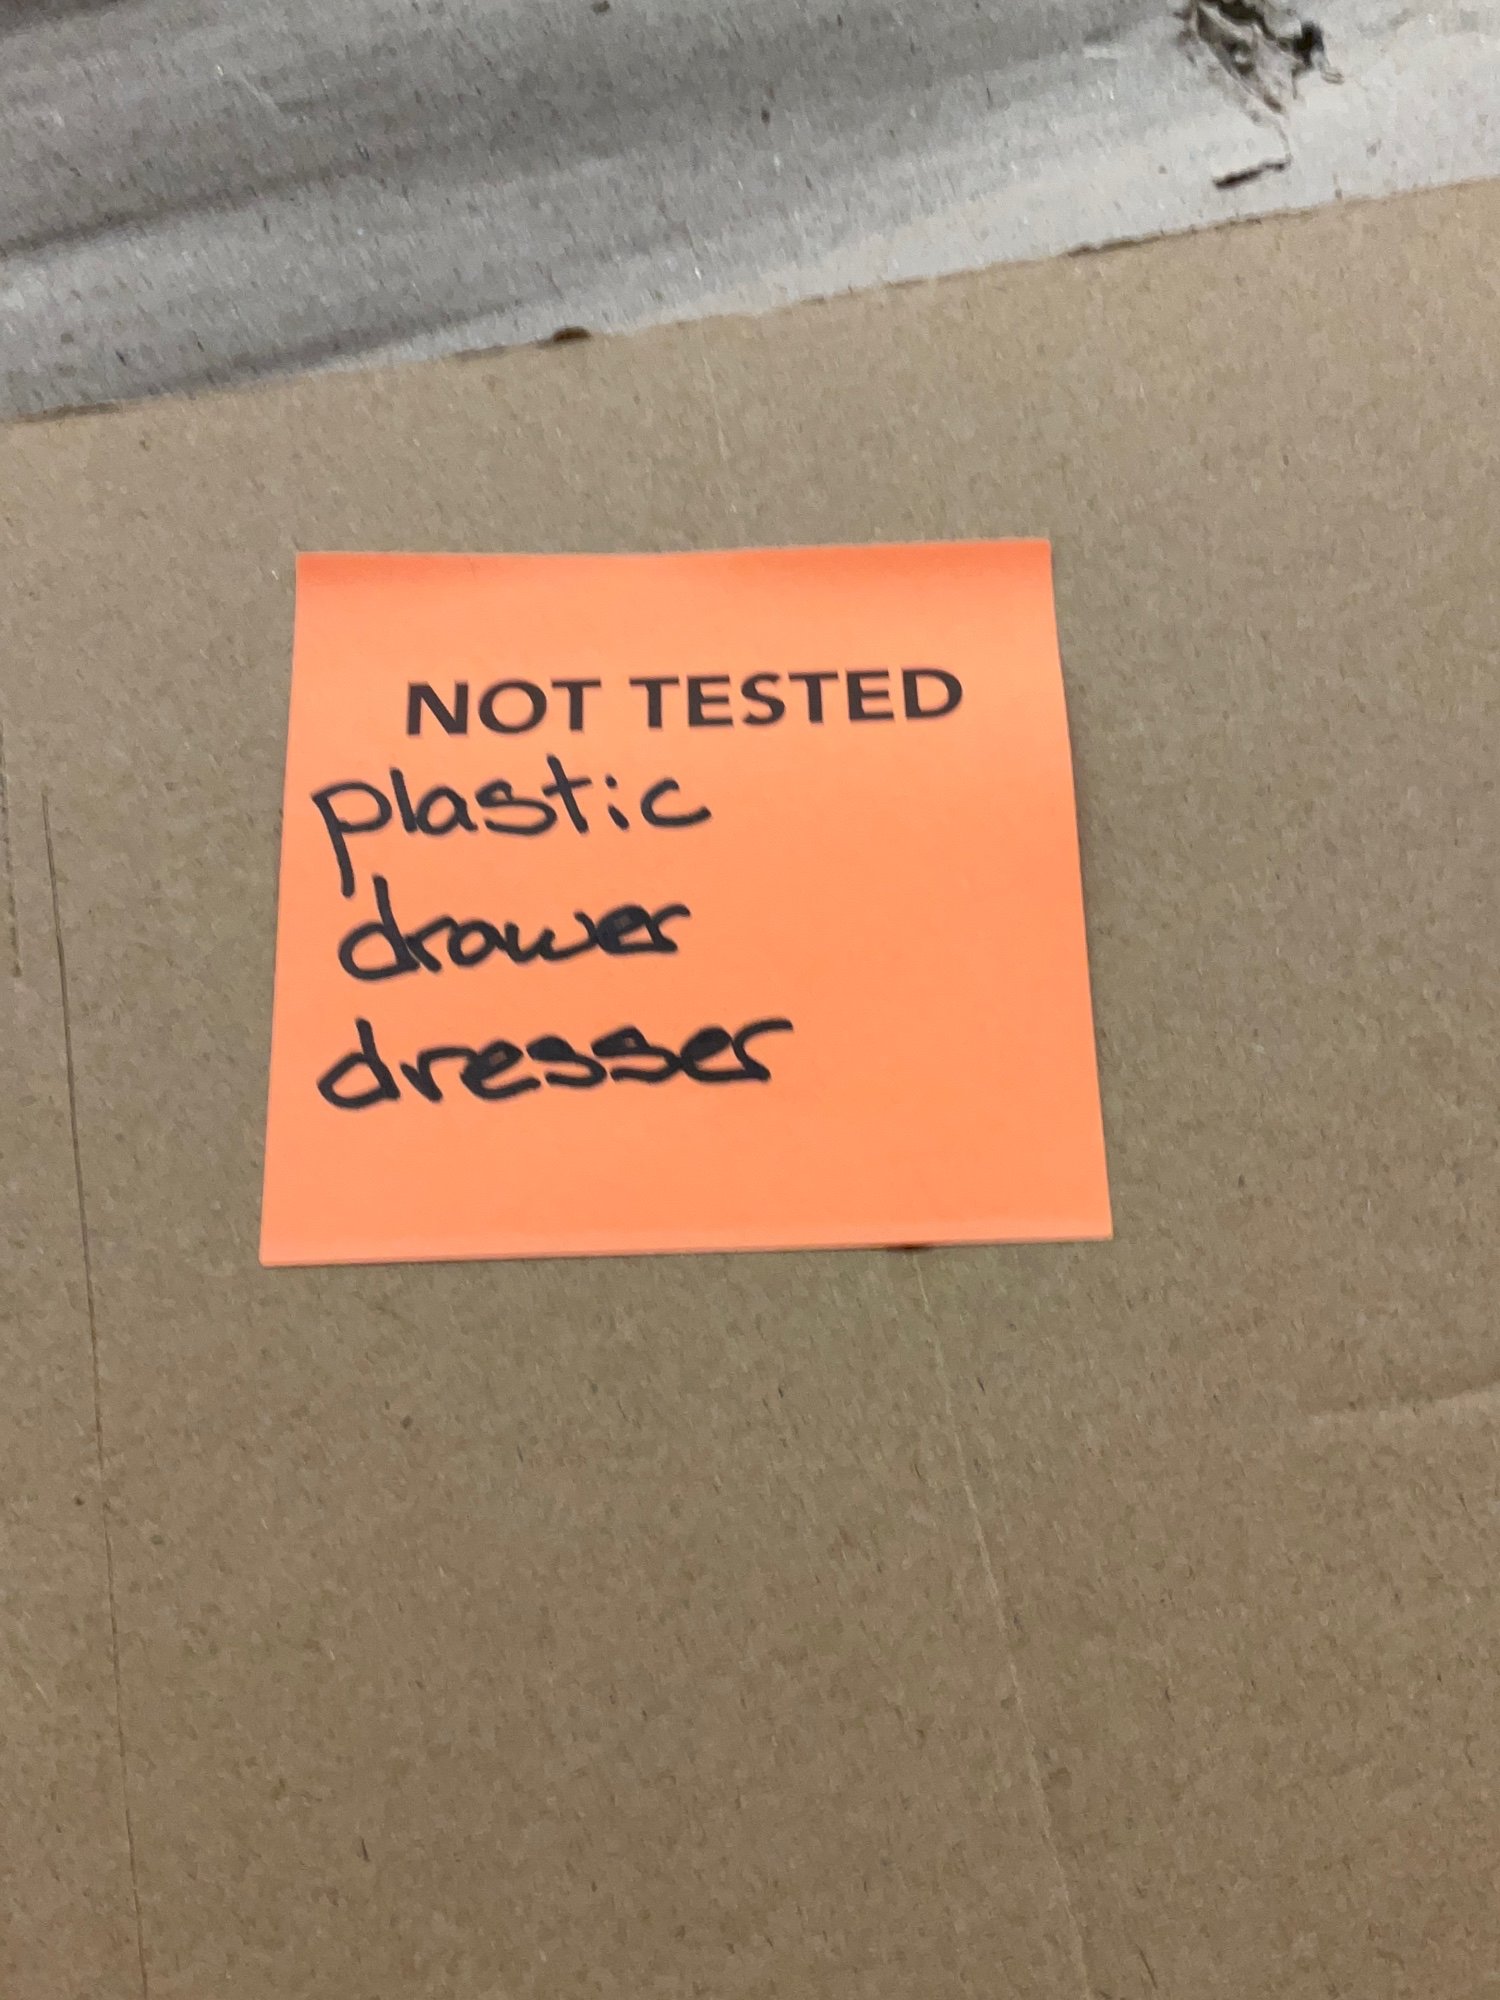 NOT TESTED
plastic
drawer
dresser